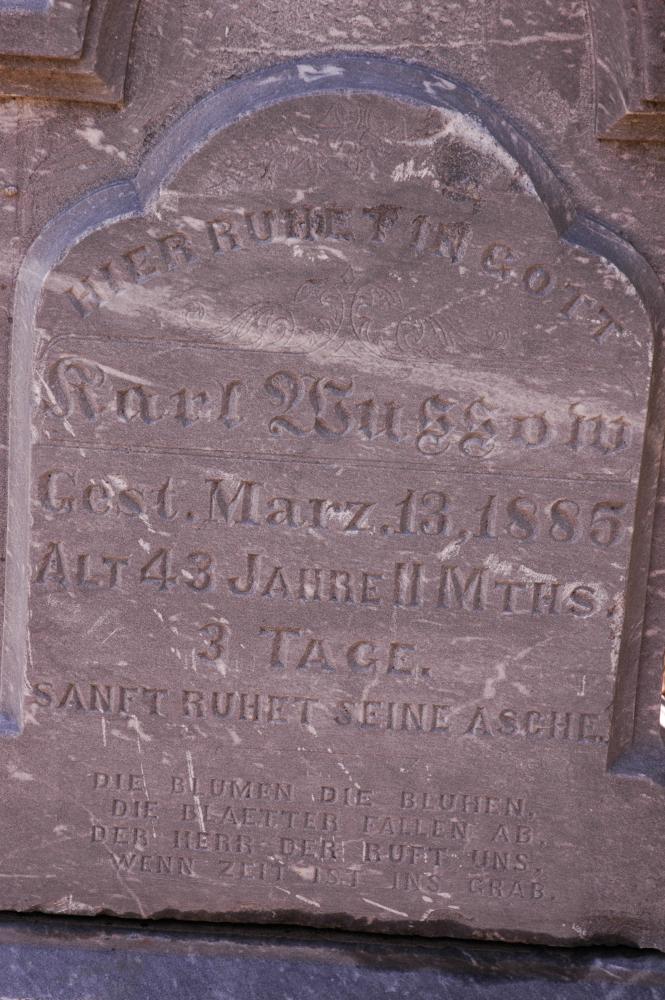 HIER RUHET IN GOTT
Karl Wussow
Gest. Marz. 13, 1885
ALT 43 JAHRE 11 MTHS.
3 TAGE.
SANFT RUHET SEINE ASCHE.
DIE BLUMEN DIE BLUHEN,
DIE BLAETTER FALLEN AB,
DER HERR DER RUFT UNS,
WENN ZEIT IST INS GRAB.